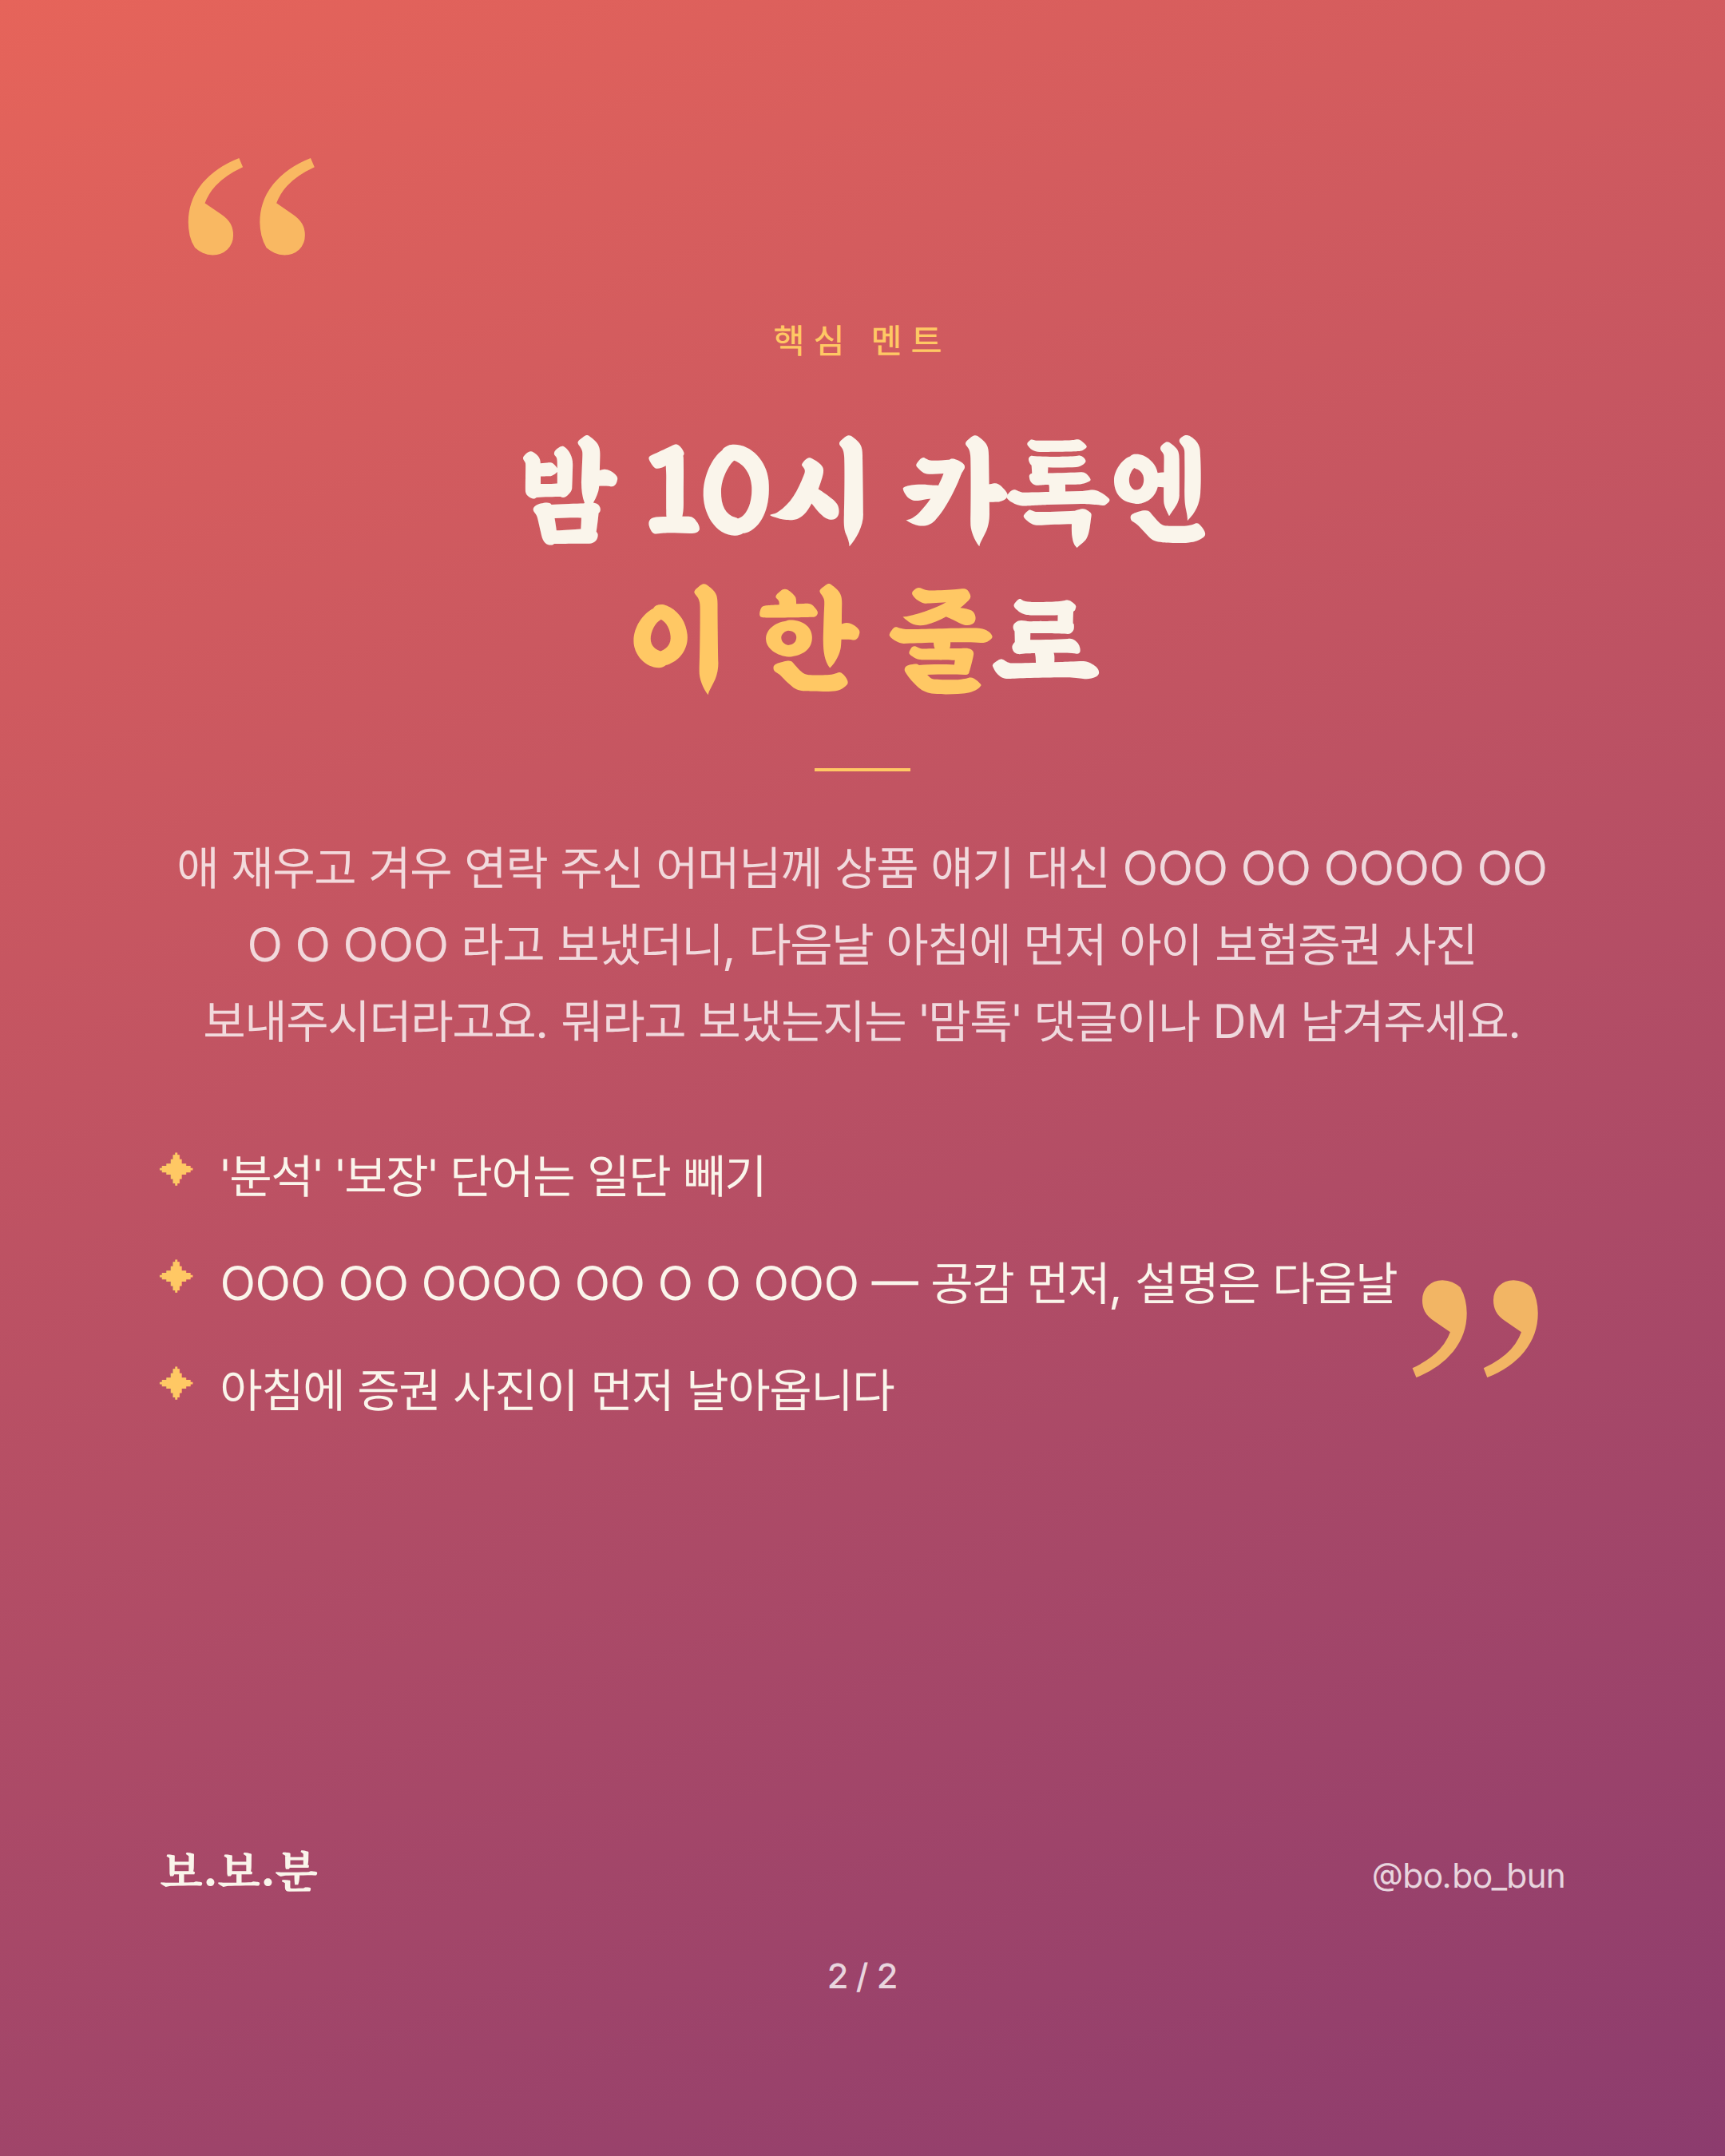 “
핵심 멘트
밤 10시 카톡엔
이 한 줄로
애 재우고 겨우 연락 주신 어머님께 상품 얘기 대신 OOO OO OOOO OO
O O OOO 라고 보냈더니, 다음날 아침에 먼저 아이 보험증권 사진
보내주시더라고요. 뭐라고 보냈는지는 '맘톡' 댓글이나 DM 남겨주세요.
'분석' '보장' 단어는 일단 빼기
OOO OO OOOO OO O O OOO — 공감 먼저, 설명은 다음날
”
아침에 증권 사진이 먼저 날아옵니다
보.보.분
@bo.bo_bun
2 / 2